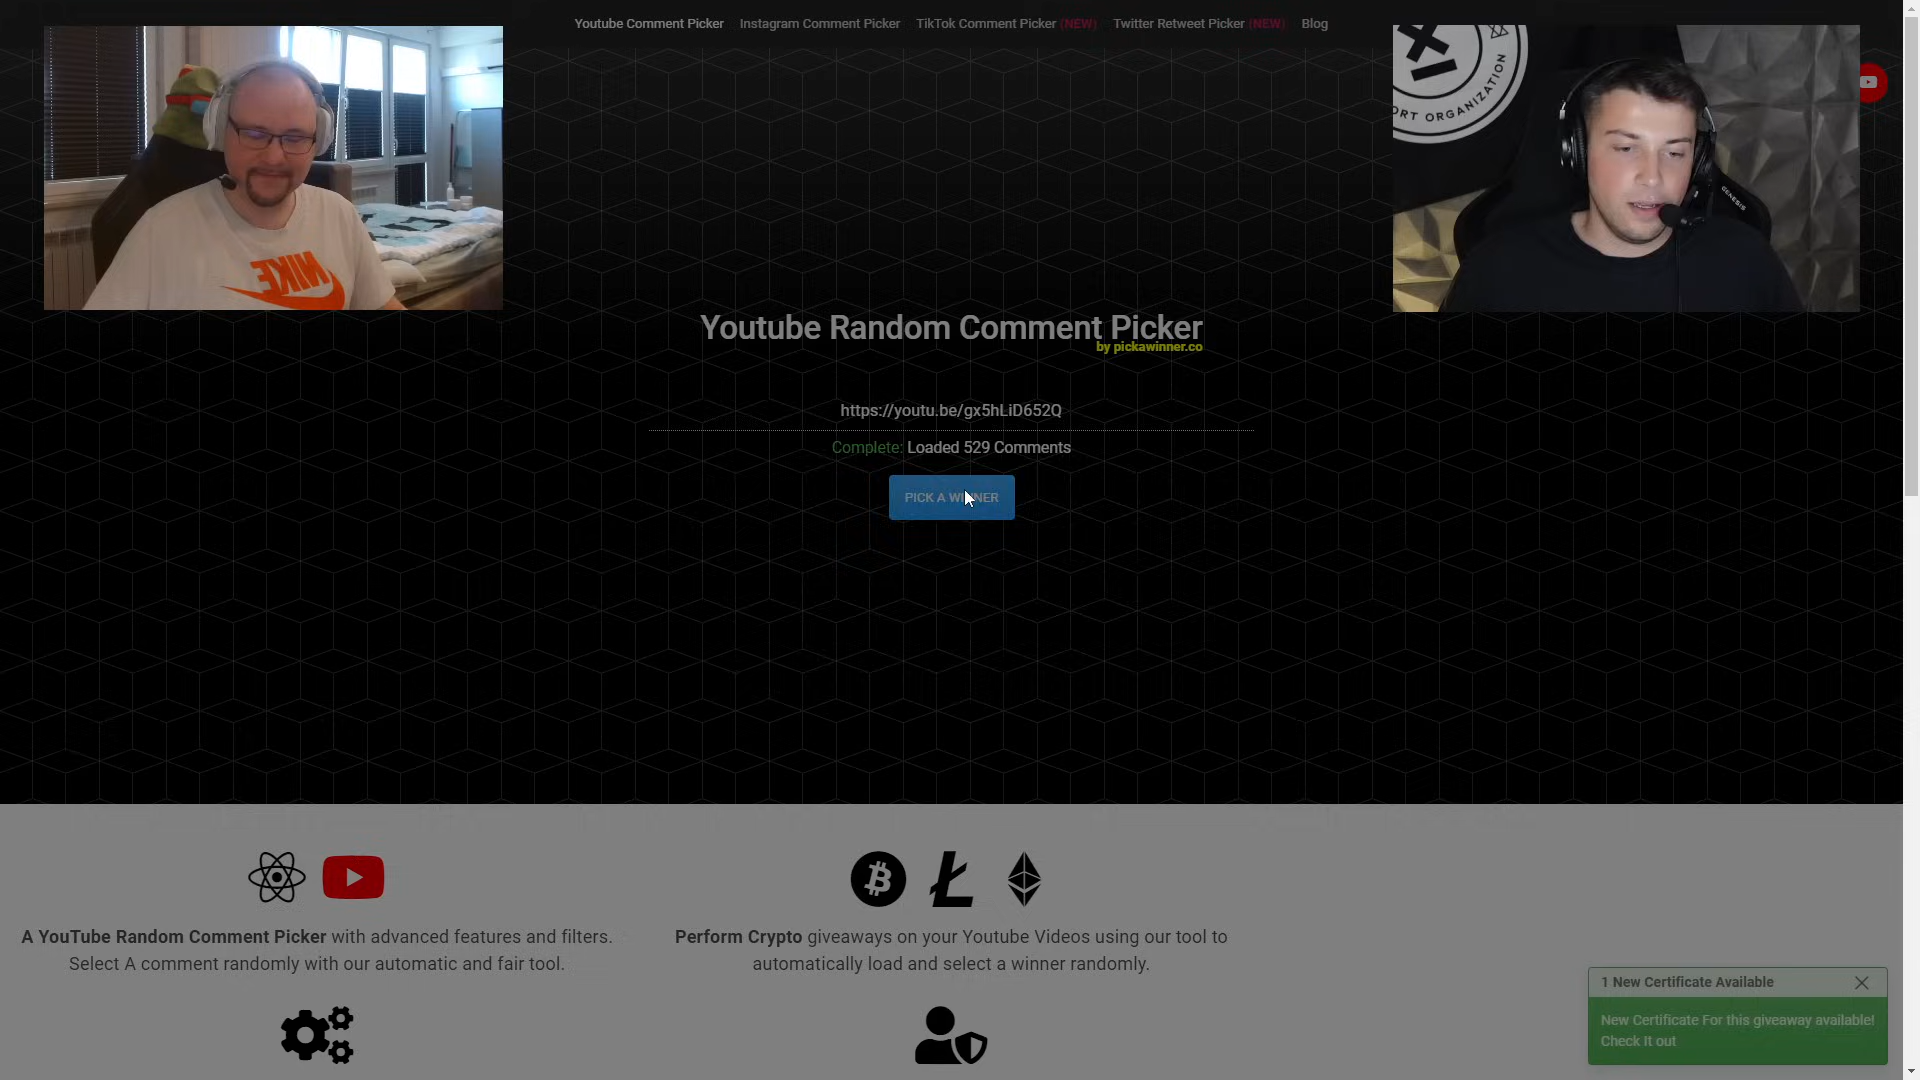 Youtube Comment Picker Instagram Comment Picker TikTok Comment Picker (NEW) Twitter Retweet Picker (NEW) Blog
ORT ORGANIZATION
GENESIS
NIKE
Youtube Random Comment Picker
by pickawinner.co
https://youtu.be/gx5hLiD652Q
Complete: Loaded 529 Comments
PICK A WINNER
A YouTube Random Comment Picker with advanced features and filters.
Select A comment randomly with our automatic and fair tool.
Perform Crypto giveaways on your Youtube Videos using our tool to
automatically load and select a winner randomly.
1 New Certificate Available
New Certificate For this giveaway available!
Check It out